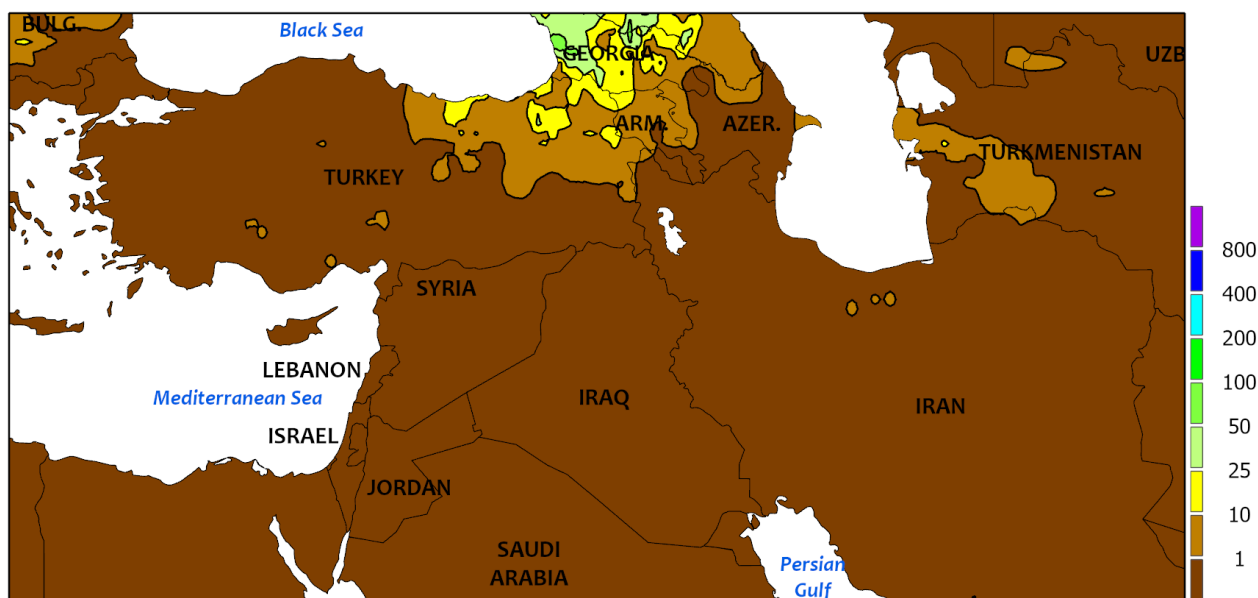 BULG.
Black Sea
GEORGIA
UZB
ARM.
AZER.
TURKMENISTAN
TURKEY
SYRIA
LEBANON
Mediterranean Sea
IRAQ
IRAN
ISRAEL
JORDAN
SAUDI
ARABIA
Persian
Gulf
800
400
200
100
50
25
10
1